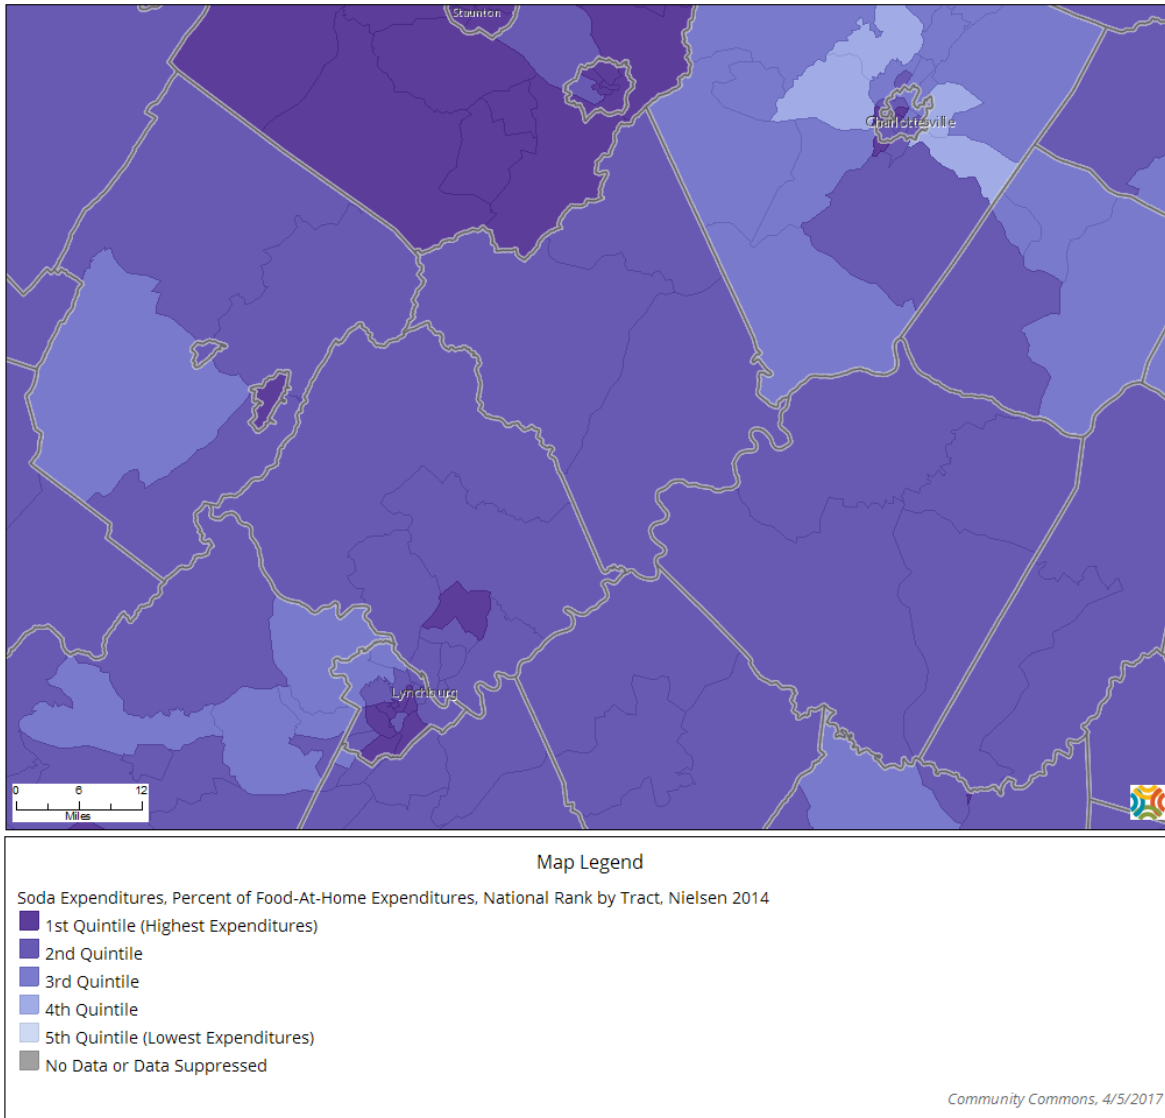 Staunton
Charlottesville
Lynchburg
0 6 12
Miles
Map Legend
Soda Expenditures, Percent of Food-At-Home Expenditures, National Rank by Tract, Nielsen 2014
1st Quintile (Highest Expenditures)
2nd Quintile
3rd Quintile
4th Quintile
5th Quintile (Lowest Expenditures)
No Data or Data Suppressed
Community Commons, 4/5/2017